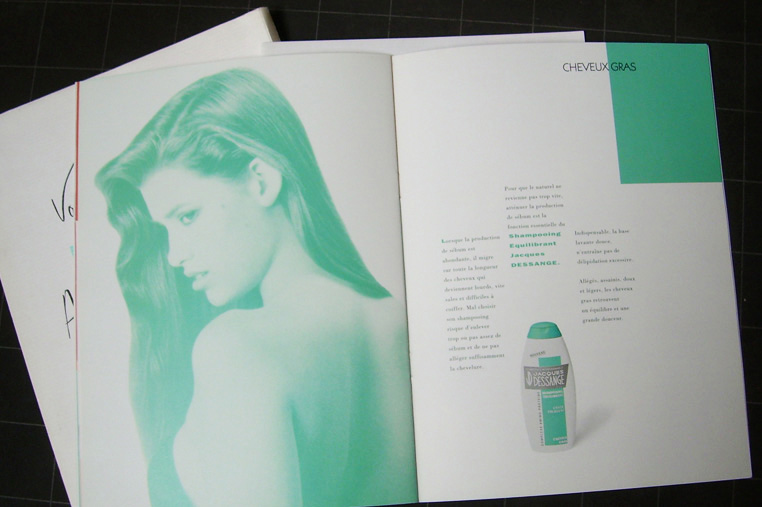 CHEVEUX GRAS
Lorsque la production
de sébum est
abondante, il migre
sur toute la longueur
des cheveux qui
deviennent lourds, vite
sales et difficiles à
coiffer. Mal choisir
son shampooing
risque d'enlever
trop ou pas assez de
sébum et de ne pas
alléger suffisamment
la chevelure.
Pour que le naturel ne
revienne pas trop vite,
atténuer la production
de sébum est la
fonction essentielle du
Shampooing
Équilibrant
Jacques
DESSANGE.
Indispensable, la base
lavante douce,
n'entraîne pas de
délipidation excessive.
Allégés, assainis, doux
et légers, les cheveux
gras retrouvent
un équilibre et une
grande douceur.
JACQUES
DESSANGE